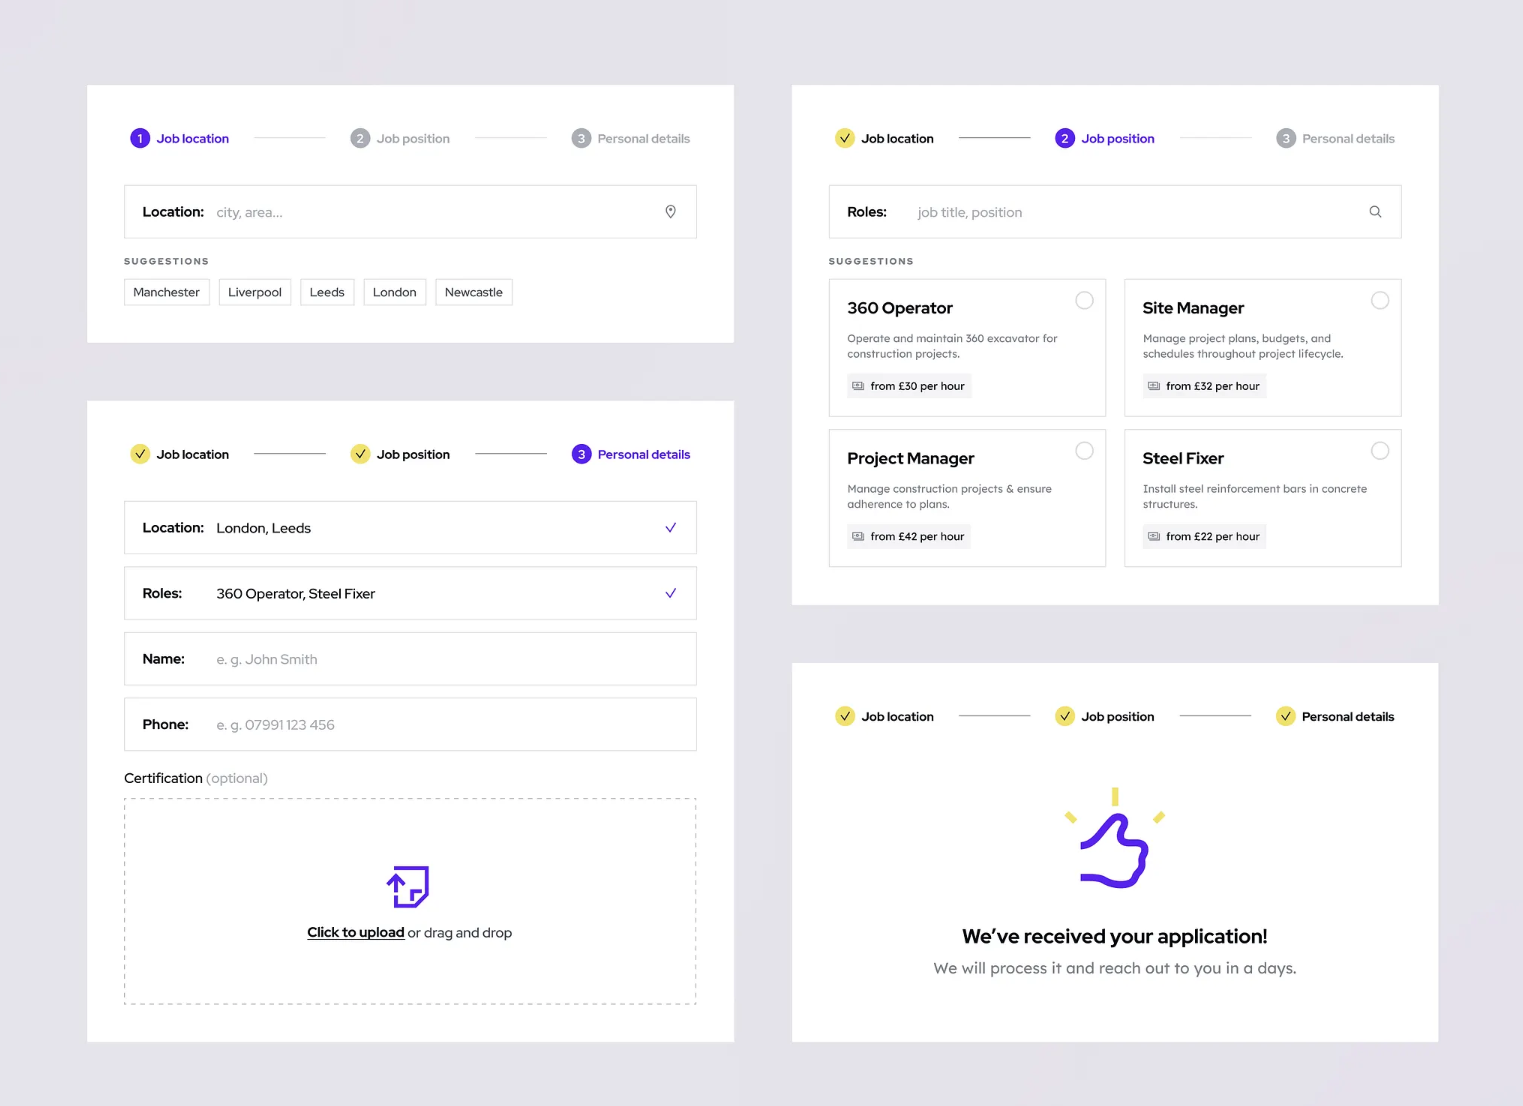 1 Job location 2 Job position 3 Personal details
Location: city, area...
SUGGESTIONS
Manchester Liverpool Leeds London Newcastle
Job location 2 Job position 3 Personal details
Roles: job title, position
SUGGESTIONS
360 Operator
Operate and maintain 360 excavator for
construction projects.
from £30 per hour
Site Manager
Manage project plans, budgets, and
schedules throughout project lifecycle.
from £32 per hour
Project Manager
Manage construction projects & ensure
adherence to plans.
from £42 per hour
Steel Fixer
Install steel reinforcement bars in concrete
structures.
from £22 per hour
Job location Job position 3 Personal details
Location: London, Leeds
Roles: 360 Operator, Steel Fixer
Name: e. g. John Smith
Phone: e. g. 07991 123 456
Certification (optional)
Click to upload or drag and drop
Job location Job position Personal details
We've received your application!
We will process it and reach out to you in a days.